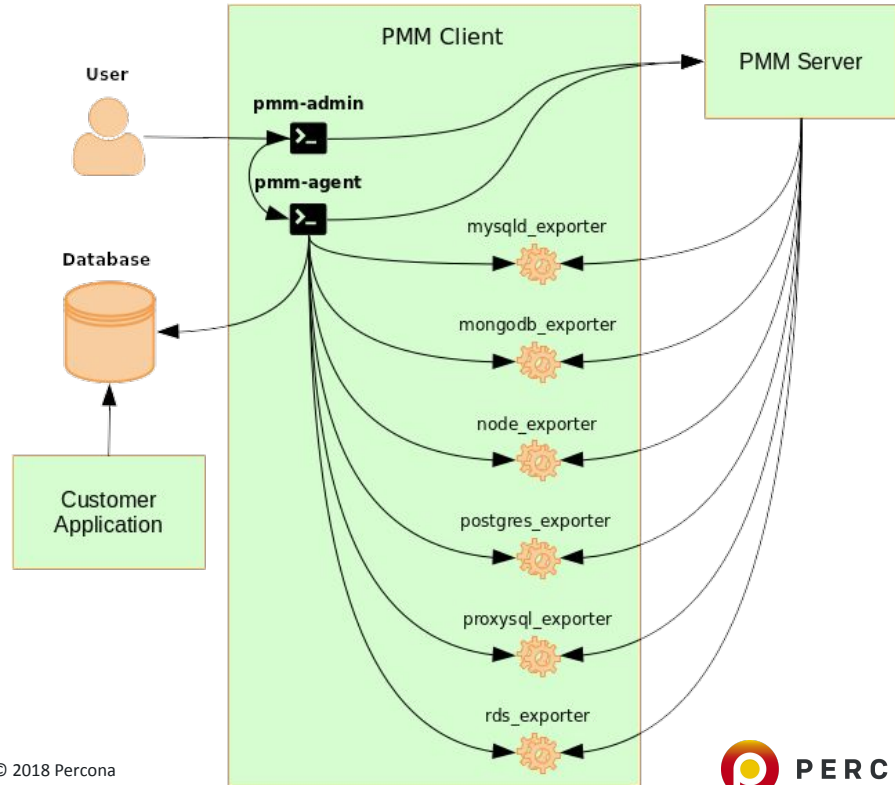 PMM Client
PMM Server
User
pmm-admin
pmm-agent
mysqld_exporter
Database
mongodb_exporter
node_exporter
Customer
Application
postgres_exporter
proxysql_exporter
rds_exporter
© 2018 Percona
PERC